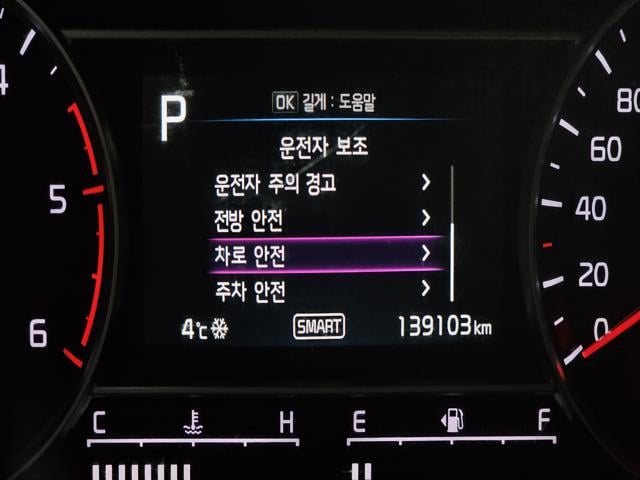 P
OK 길게 : 도움말
운전자 보조
운전자 주의 경고
전방 안전
차로 안전
주차 안전
4℃ SMART 139103km
4
5
6
80
60
40
20
0
C H E F